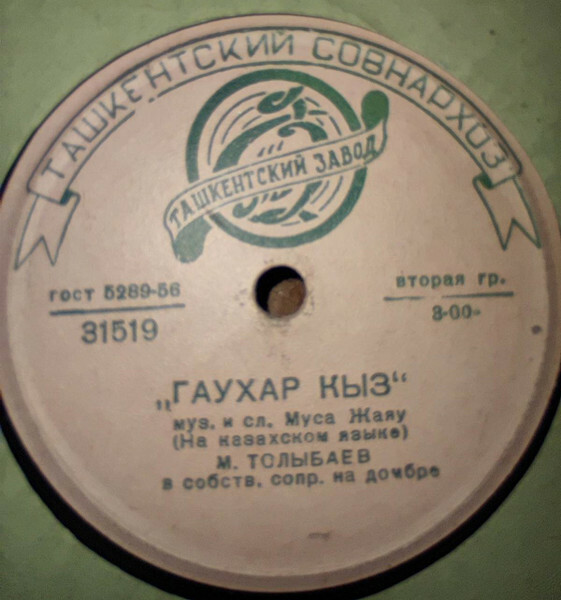 ТАШКЕНТСКИЙ СОВНАРХОЗ
ТАШКЕНТСКИЙ ЗАВОД
гост 5289-56
31519
вторая гр.
3-00
„ГАУХАР КЫЗ“
муз. и сл. Муса Жаяу
(На казахском языке)
М. ТОЛЫБАЕВ
в собств. сопр. на домбре